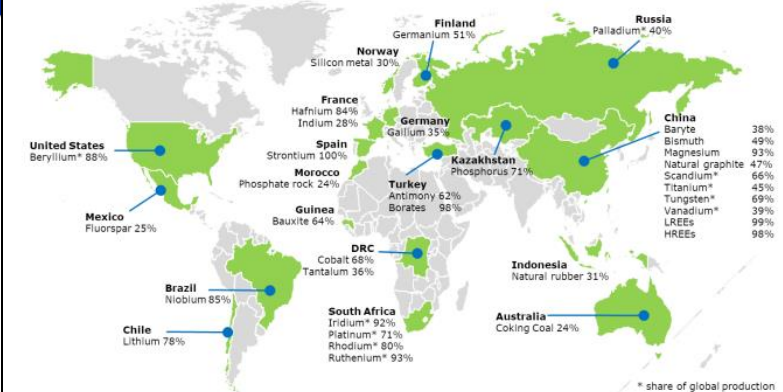 Finland
Germanium 51%
Russia
Palladium* 40%
Norway
Silicon metal 30%
France
Hafnium 84%
Indium 28%
Germany
Gallium 35%
China
Baryte 38%
Bismuth 49%
Magnesium 93%
Natural graphite 47%
Scandium* 66%
Titanium* 45%
Tungsten* 69%
Vanadium* 39%
LREEs 99%
HREEs 98%
United States
Beryllium* 88%
Spain
Strontium 100%
Kazakhstan
Phosphorus 71%
Morocco
Phosphate rock 24%
Turkey
Antimony 62%
Borates 98%
Mexico
Fluorspar 25%
Guinea
Bauxite 64%
DRC
Cobalt 68%
Tantalum 36%
Indonesia
Natural rubber 31%
Brazil
Niobium 85%
South Africa
Iridium* 92%
Platinum* 71%
Rhodium* 80%
Ruthenium* 93%
Australia
Coking Coal 24%
Chile
Lithium 78%
* share of global production